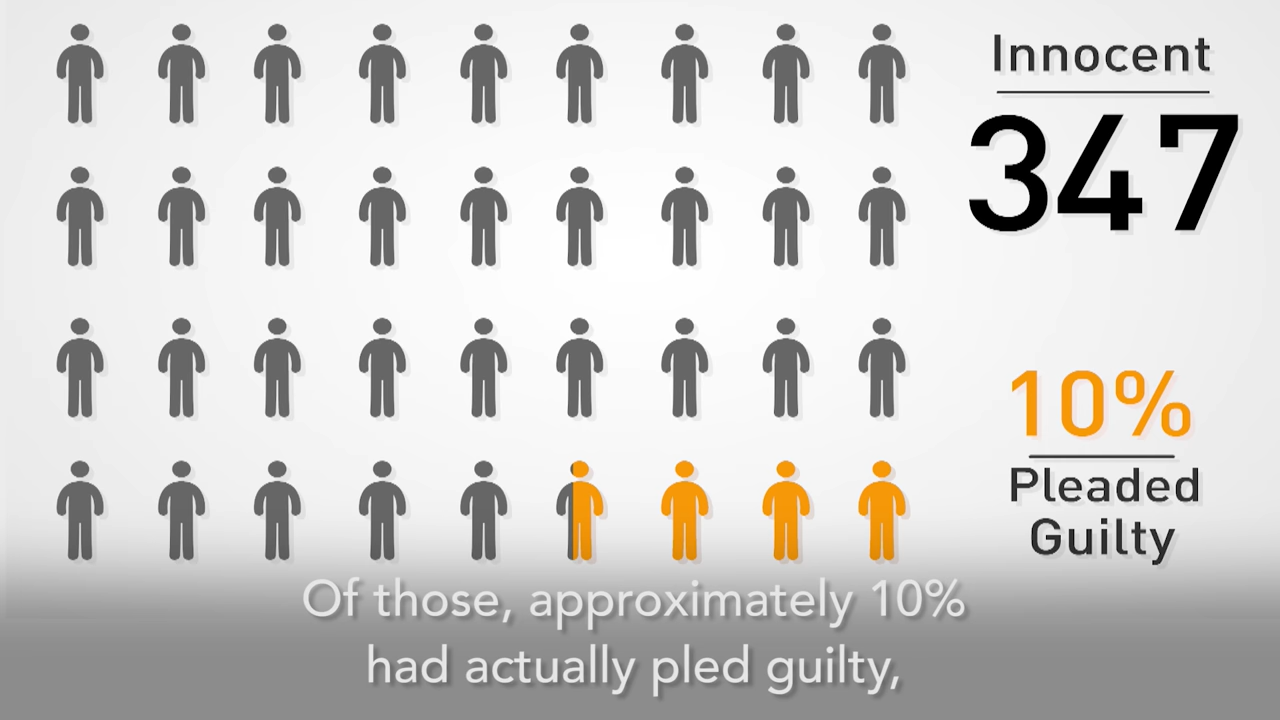 Innocent
347
10%
Pleaded
Guilty
Of those, approximately 10%
had actually pled guilty,